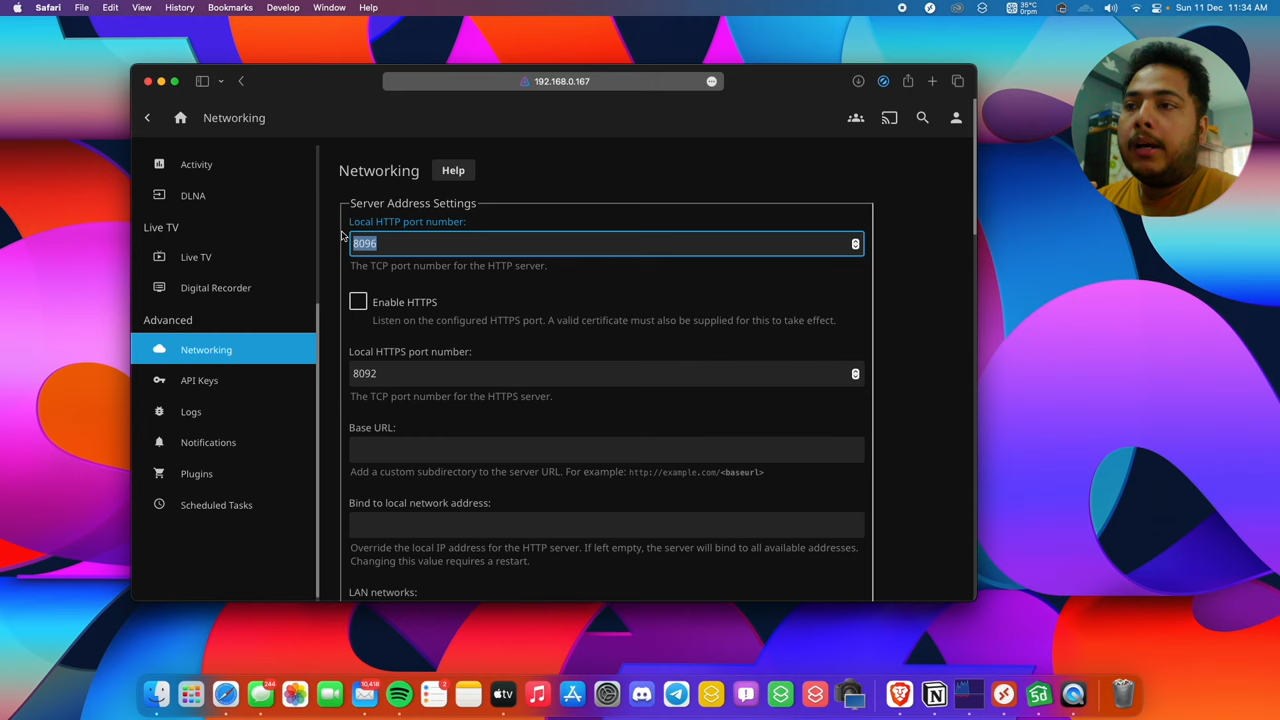 Safari File Edit View History Bookmarks Develop Window Help 35°C 0rpm Sun 11 Dec 11:34 AM
192.168.0.167
Networking
Activity
DLNA
Live TV
Live TV
Digital Recorder
Advanced
Networking
API Keys
Logs
Notifications
Plugins
Scheduled Tasks
Networking Help
Server Address Settings
Local HTTP port number:
8096
The TCP port number for the HTTP server.
Enable HTTPS
Listen on the configured HTTPS port. A valid certificate must also be supplied for this to take effect.
Local HTTPS port number:
8092
The TCP port number for the HTTPS server.
Base URL:
Add a custom subdirectory to the server URL. For example: http://example.com/<baseurl>
Bind to local network address:
Override the local IP address for the HTTP server. If left empty, the server will bind to all available addresses.
Changing this value requires a restart.
LAN networks:
244 10,418 2
tv